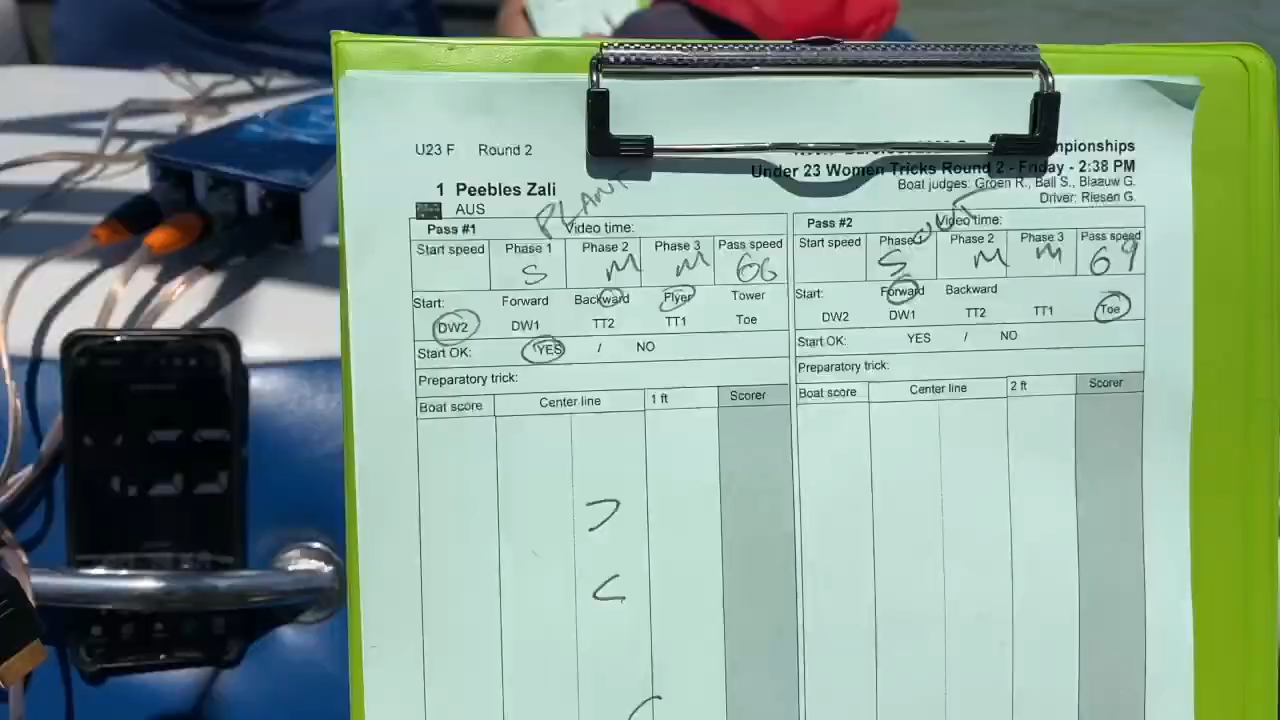 U23 F Round 2
mpionships
Under 23 Women Tricks Round 2 - Friday - 2:38 PM
Boat judges: Groen R., Ball S., Blaauw G.
Driver: Riesen G.
1 Peebles Zali
AUS
PLANT
Pass #1 Video time:
Start speed Phase 1 Phase 2 Phase 3 Pass speed
S M M 66
Start: Forward Backward Flyer Tower
DW2 DW1 TT2 TT1 Toe
Start OK: YES / NO
Preparatory trick:
Boat score Center line 1 ft Scorer
Pass #2 Video time:
Start speed Phase 1 Phase 2 Phase 3 Pass speed
S M M 69
Start: Forward Backward
DW2 DW1 TT2 TT1 Toe
Start OK: YES / NO
Preparatory trick:
Boat score Center line 2 ft Scorer